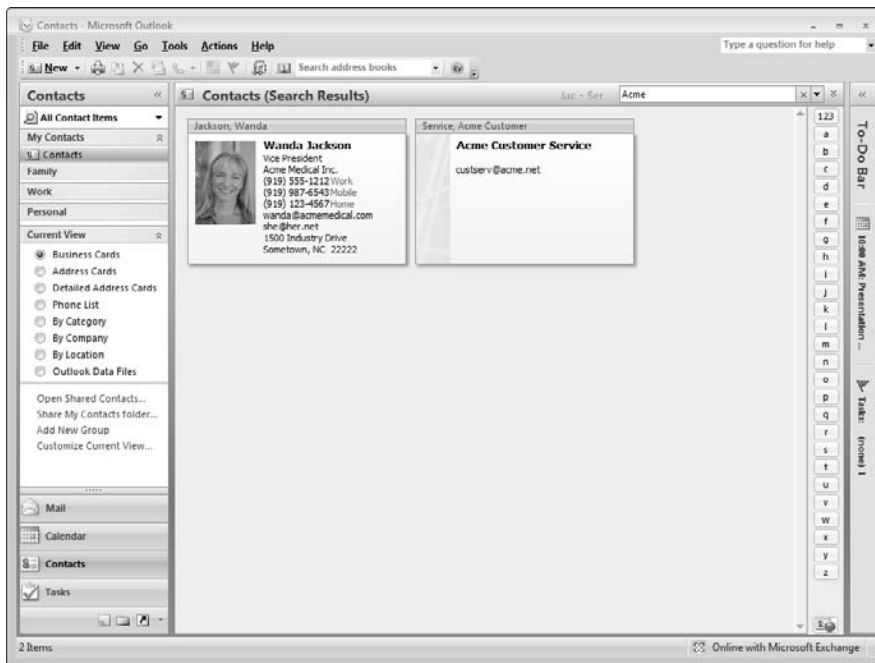 Contacts - Microsoft Outlook
File Edit View Go Tools Actions Help
Type a question for help
New
Search address books
Contacts
All Contact Items
My Contacts
Contacts
Family
Work
Personal
Current View
Business Cards
Address Cards
Detailed Address Cards
Phone List
By Category
By Company
By Location
Outlook Data Files
Open Shared Contacts...
Share My Contacts folder...
Add New Group
Customize Current View...
Mail
Calendar
Contacts
Tasks
Contacts (Search Results)
Jac - Ser
Acme
Jackson, Wanda
Wanda Jackson
Vice President
Acme Medical Inc.
(919) 555-1212 Work
(919) 987-6543 Mobile
(919) 123-4567 Home
wanda@acmemedical.com
she@her.net
1500 Industry Drive
Sometown, NC 22222
Service, Acme Customer
Acme Customer Service
custserv@acme.net
123
a
b
c
d
e
f
g
h
i
j
k
l
m
n
o
p
q
r
s
t
u
v
w
x
y
z
To-Do Bar
10:00 AM: Presentation ...
Tasks: (none) 1
2 Items
Online with Microsoft Exchange